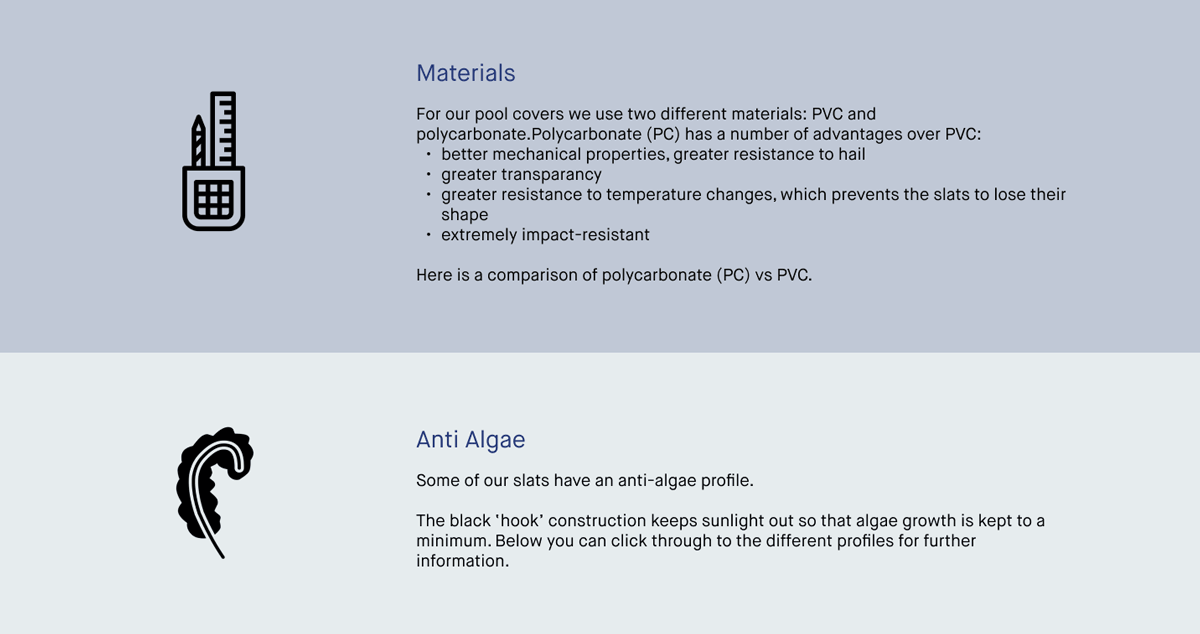 Materials
For our pool covers we use two different materials: PVC and
polycarbonate.Polycarbonate (PC) has a number of advantages over PVC:
• better mechanical properties, greater resistance to hail
• greater transparancy
• greater resistance to temperature changes, which prevents the slats to lose their
shape
• extremely impact-resistant
Here is a comparison of polycarbonate (PC) vs PVC.
Anti Algae
Some of our slats have an anti-algae profile.
The black ‘hook’ construction keeps sunlight out so that algae growth is kept to a
minimum. Below you can click through to the different profiles for further
information.